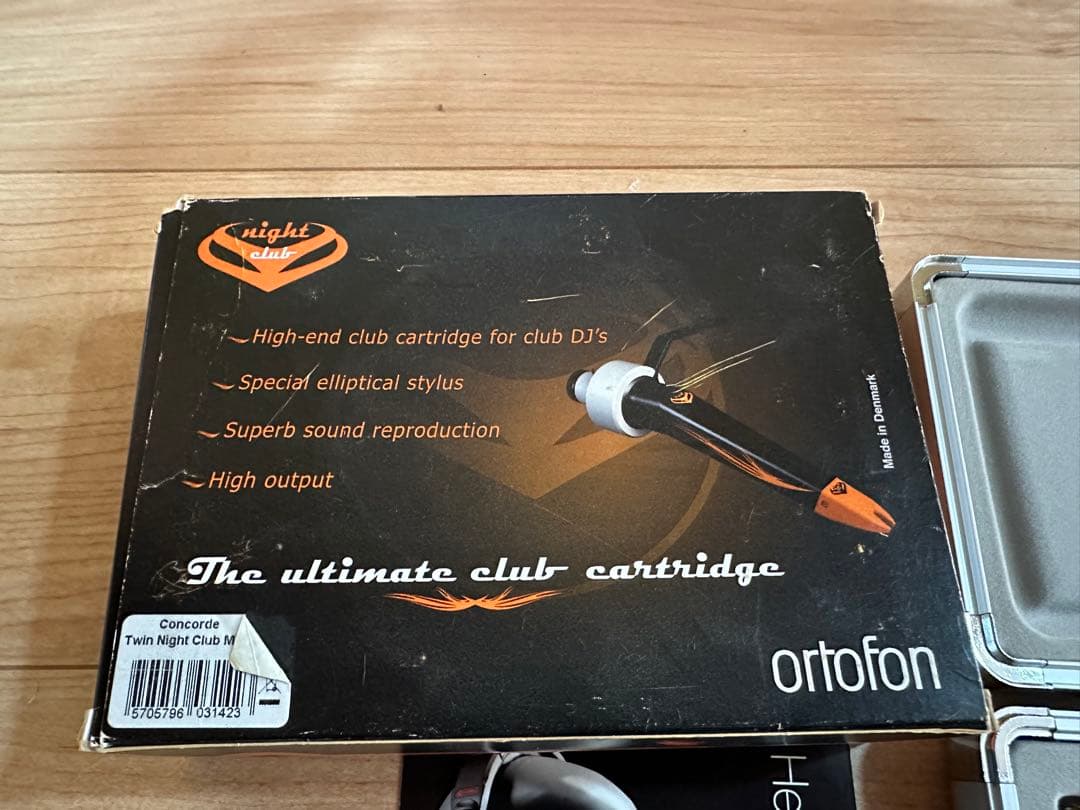 night
club
High-end club cartridge for club DJ's
Special elliptical stylus
Superb sound reproduction
High output
Made in Denmark
The ultimate club cartridge
Concorde
Twin Night Club M
5705796 031423
ortofon
He